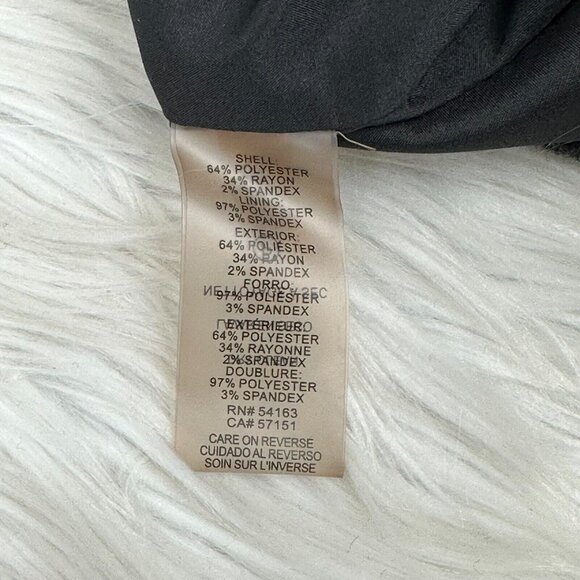 SHELL:
64% POLYESTER
34% RAYON
2% SPANDEX
LINING:
97% POLYESTER
3% SPANDEX
EXTERIOR:
64% POLIÉSTER
34% RAYON
2% SPANDEX
FORRO:
97% POLIESTER
3% SPANDEX
EXTÉRIEUR:
64% POLYESTER
34% RAYONNE
2% SPANDEX
DOUBLURE:
97% POLYESTER
3% SPANDEX
RN# 54163
CA# 57151
CARE ON REVERSE
CUIDADO AL REVERSO
SOIN SUR L'INVERSE